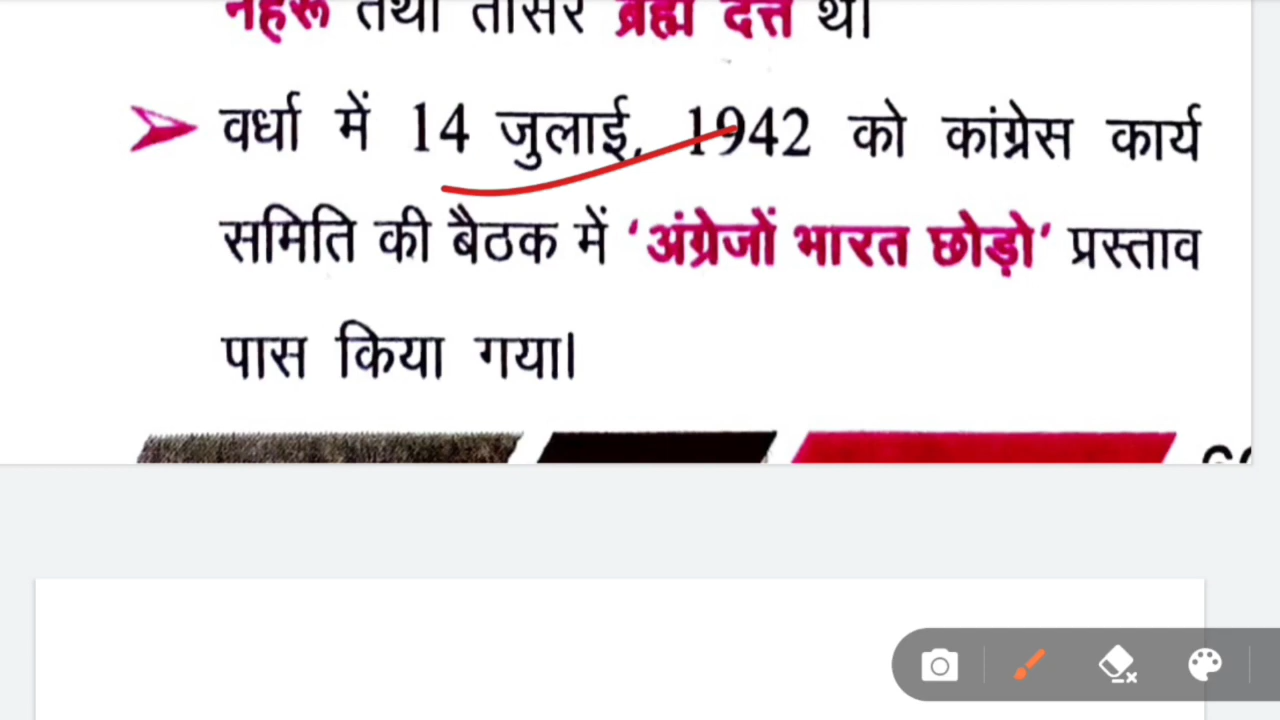 नेहरू तथा तीसरे ब्रह्म दत्त थे।
वर्धा में 14 जुलाई, 1942 को कांग्रेस कार्य
समिति की बैठक में ‘अंग्रेजों भारत छोड़ो’ प्रस्ताव
पास किया गया।